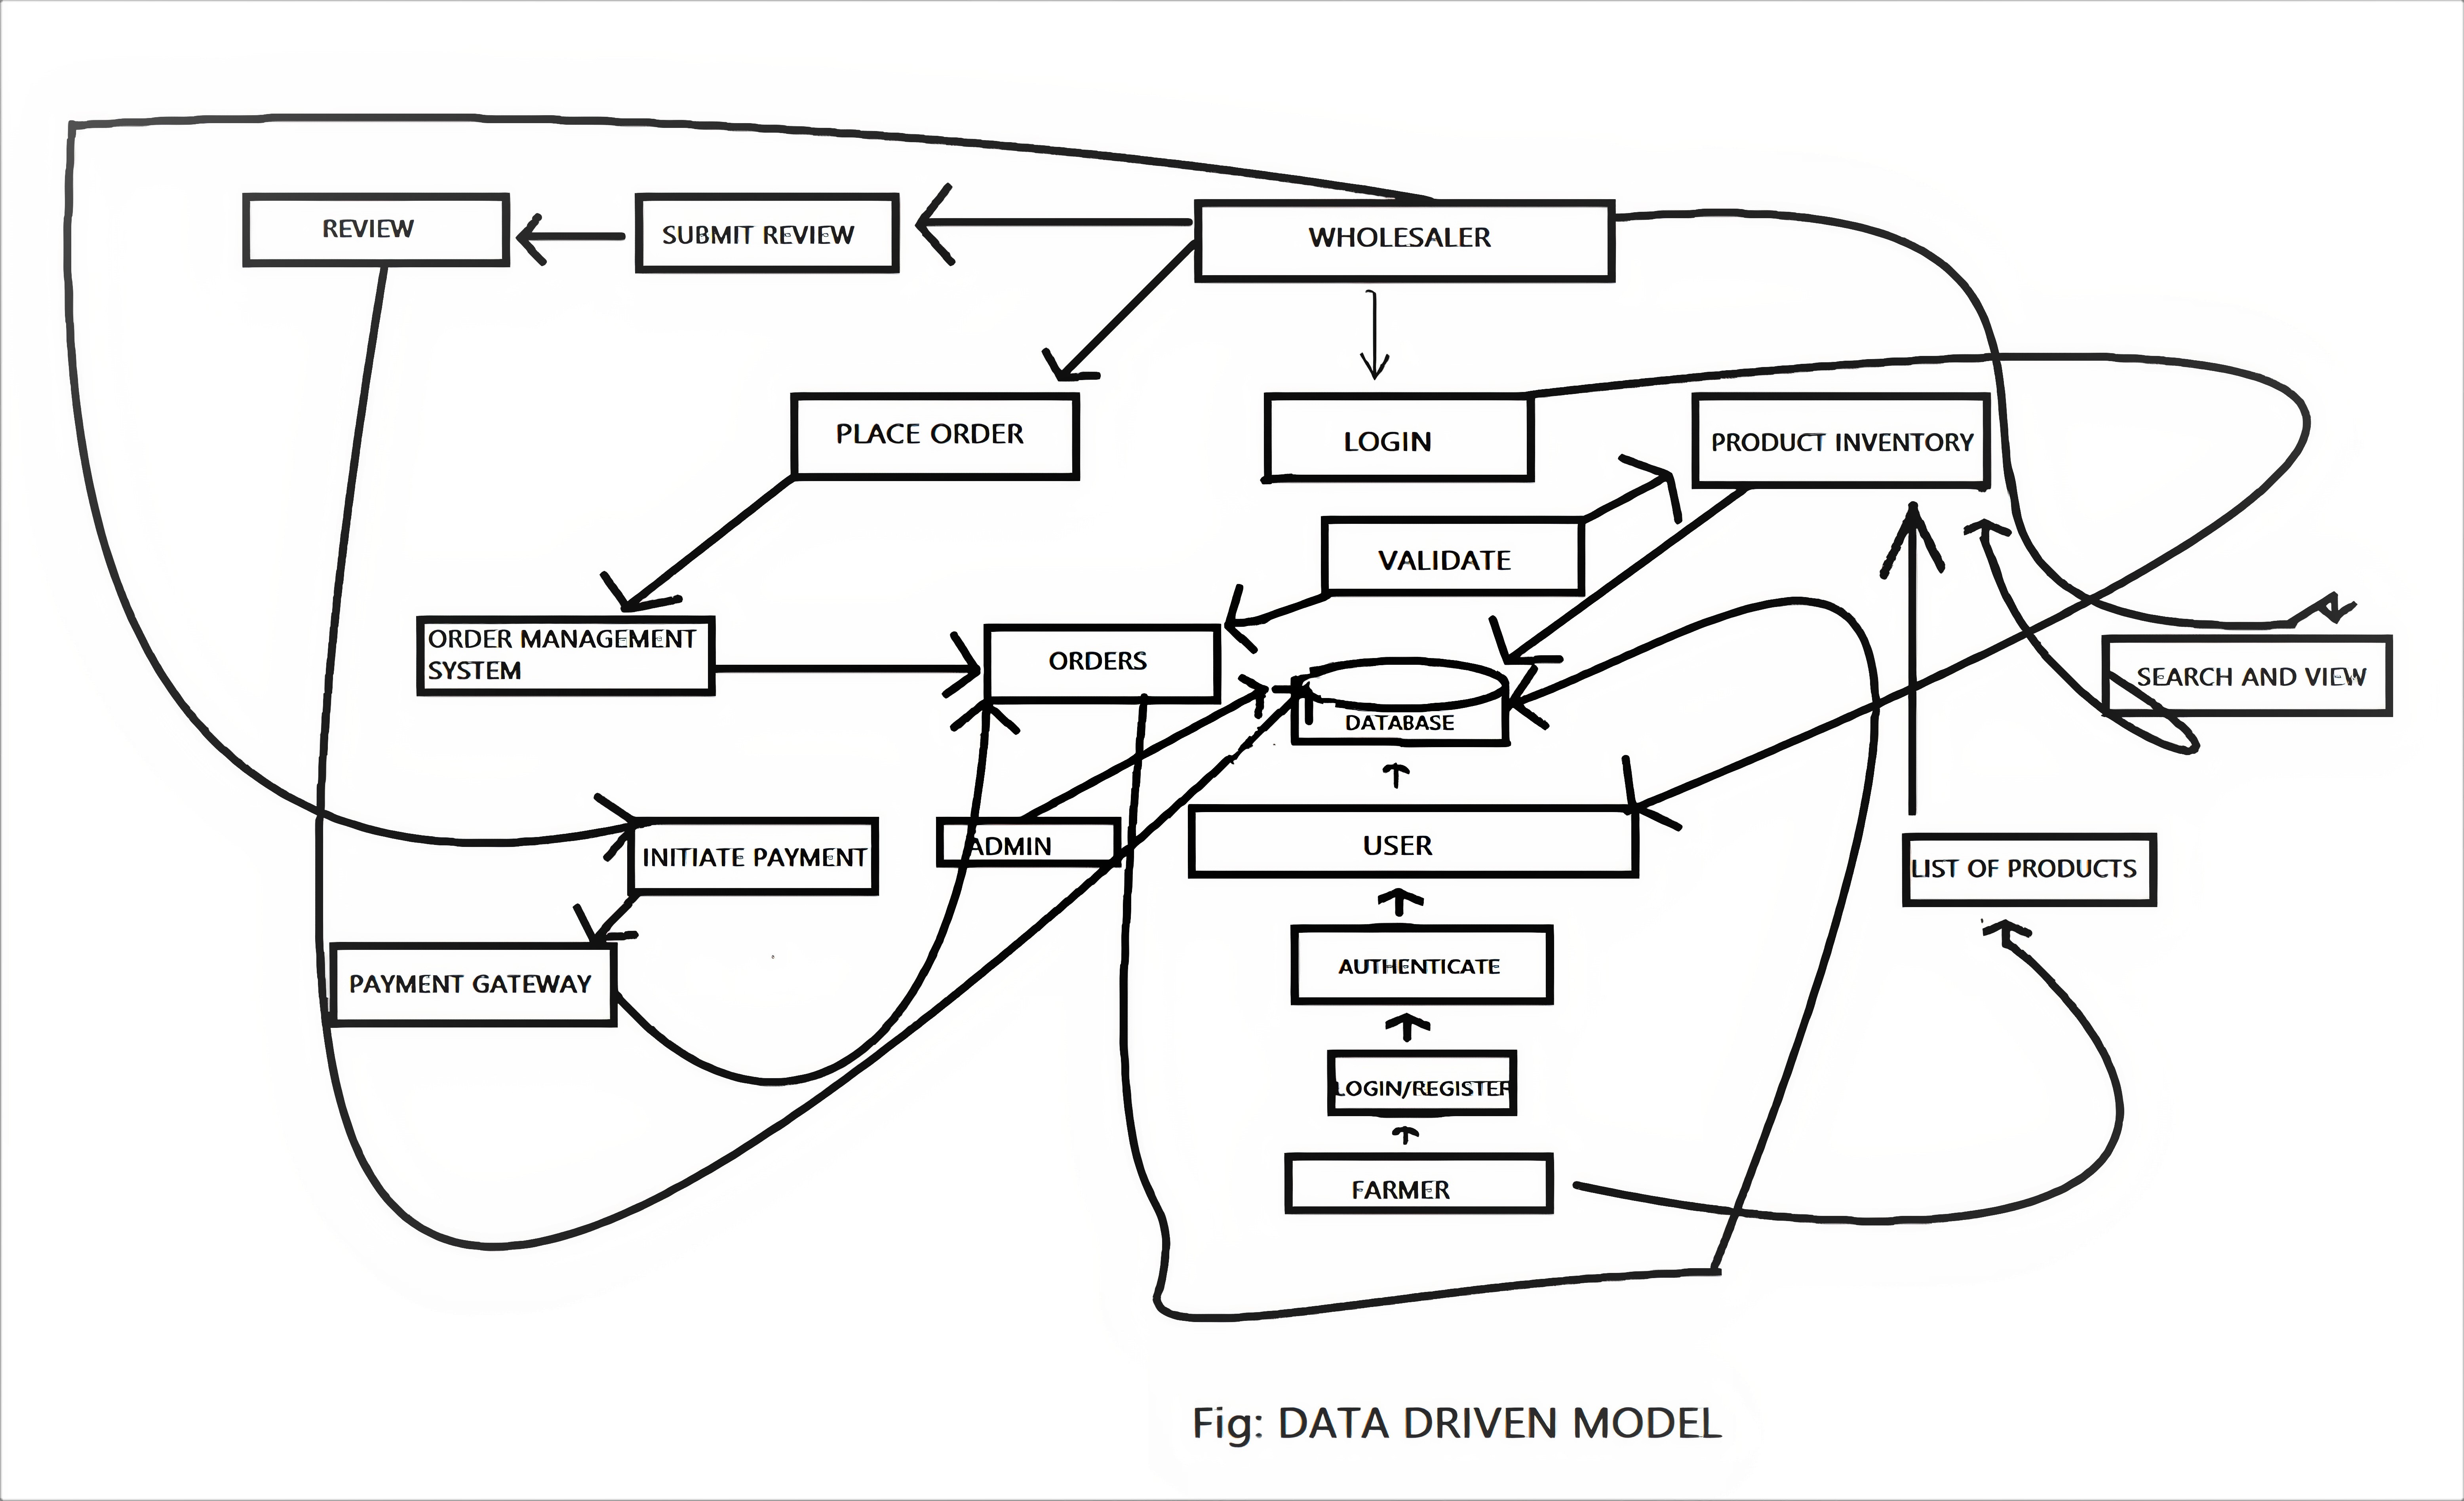 REVIEW
SUBMIT REVIEW
WHOLESALER
PLACE ORDER
LOGIN
PRODUCT INVENTORY
VALIDATE
ORDER MANAGEMENT
SYSTEM
ORDERS
DATABASE
SEARCH AND VIEW
INITIATE PAYMENT
ADMIN
USER
LIST OF PRODUCTS
PAYMENT GATEWAY
AUTHENTICATE
LOGIN/REGISTER
FARMER
Fig: DATA DRIVEN MODEL